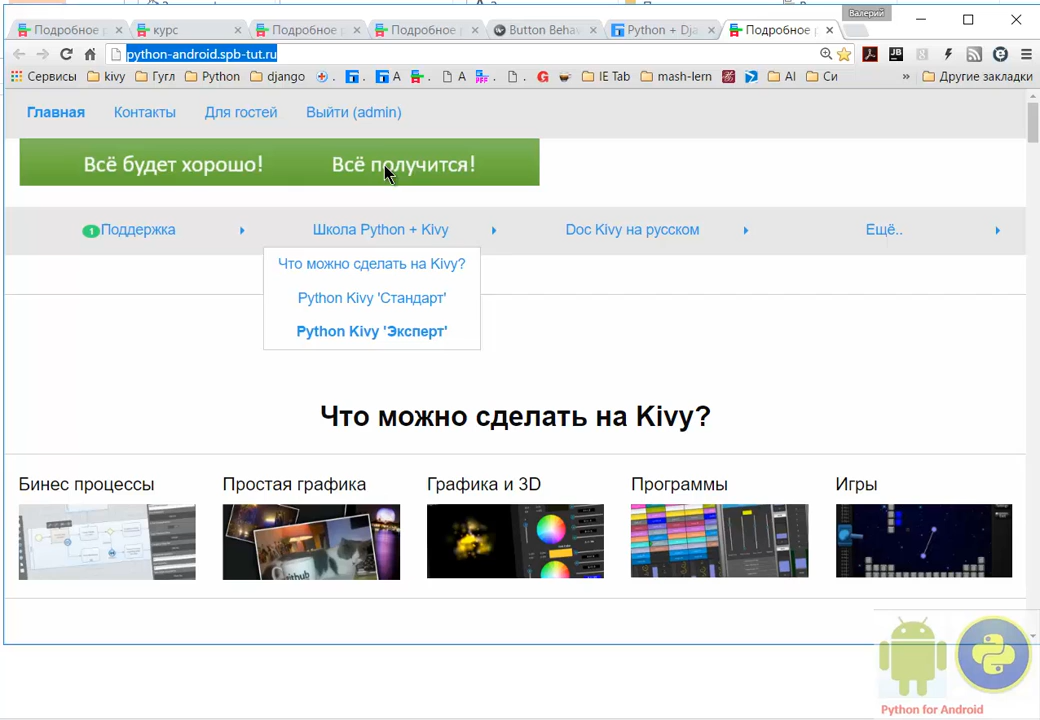 Валерий
Подробное
курс
Подробное
Подробное
Button Behav
Python + Dja
Подробное
python-android.spb-tut.ru
Сервисы kivy Гугл Python django А А IE Tab mash-lern AI Си » Другие закладки
Главная Контакты Для гостей Выйти (admin)
Всё будет хорошо! Всё получится!
1 Поддержка Школа Python + Kivy Doc Kivy на русском Ещё..
Что можно сделать на Kivy?
Python Kivy 'Стандарт'
Python Kivy 'Эксперт'
Что можно сделать на Kivy?
Бинес процессы Простая графика Графика и 3D Программы Игры
github
Python for Android